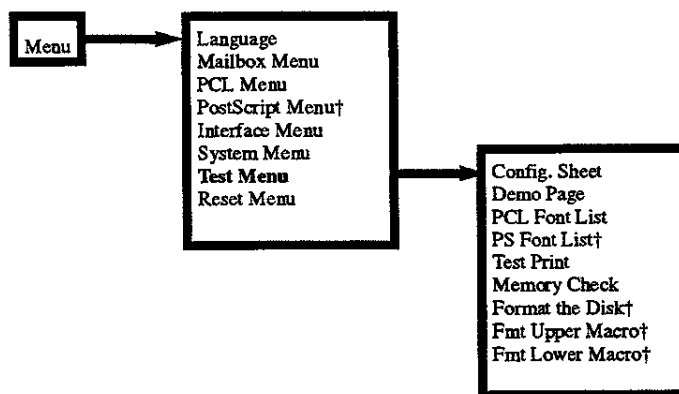 Menu
Language
Mailbox Menu
PCL Menu
PostScript Menu†
Interface Menu
System Menu
Test Menu
Reset Menu
Config. Sheet
Demo Page
PCL Font List
PS Font List†
Test Print
Memory Check
Format the Disk†
Fmt Upper Macro†
Fmt Lower Macro†